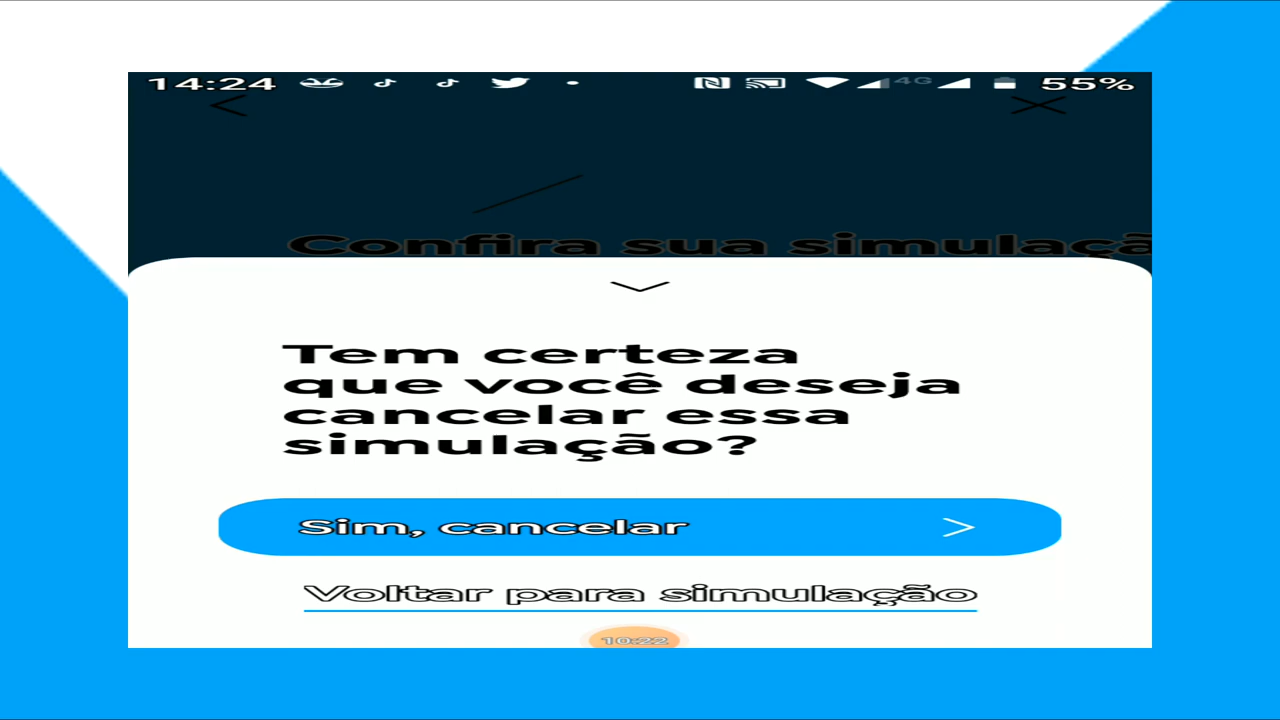 14:24 4G 55%
Confira sua simulaçã
Tem certeza
que você deseja
cancelar essa
simulação?
Sim, cancelar
Voltar para simulação
10:22